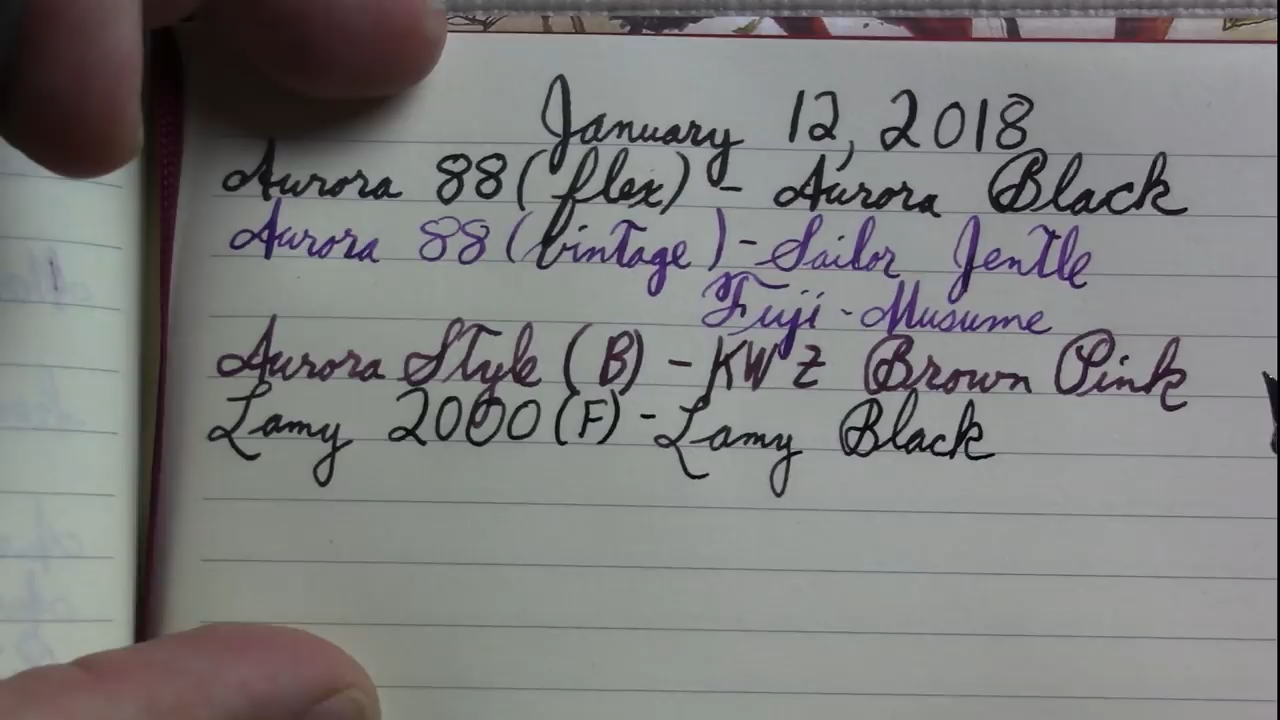 January 12, 2018
Aurora 88 (flex) - Aurora Black
Aurora 88 (vintage) - Sailor Jentle
Fuji-Musume
Aurora Style (B) - KWZ Brown Pink
Lamy 2000 (F) - Lamy Black